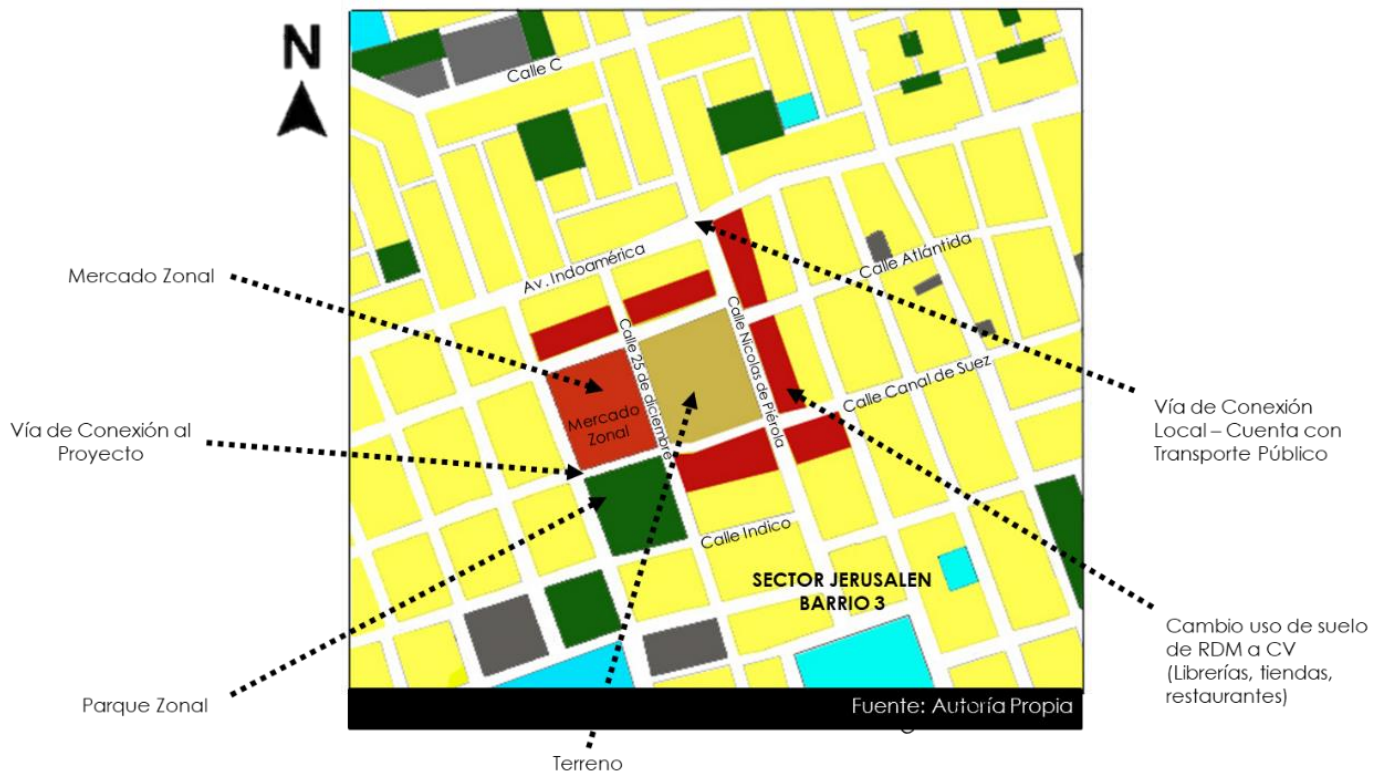 N
Calle C
Av. Indoamérica
Calle Atlántida
Mercado Zonal
Calle 25 de diciembre
Calle Nicolas de Piérola
Calle Canal de Suez
Mercado
Zonal
Vía de Conexión al
Proyecto
Vía de Conexión
Local – Cuenta con
Transporte Público
Calle Indico
SECTOR JERUSALEN
BARRIO 3
Cambio uso de suelo
de RDM a CV
(Librerías, tiendas,
restaurantes)
Parque Zonal
Fuente: Autoría Propia
Terreno